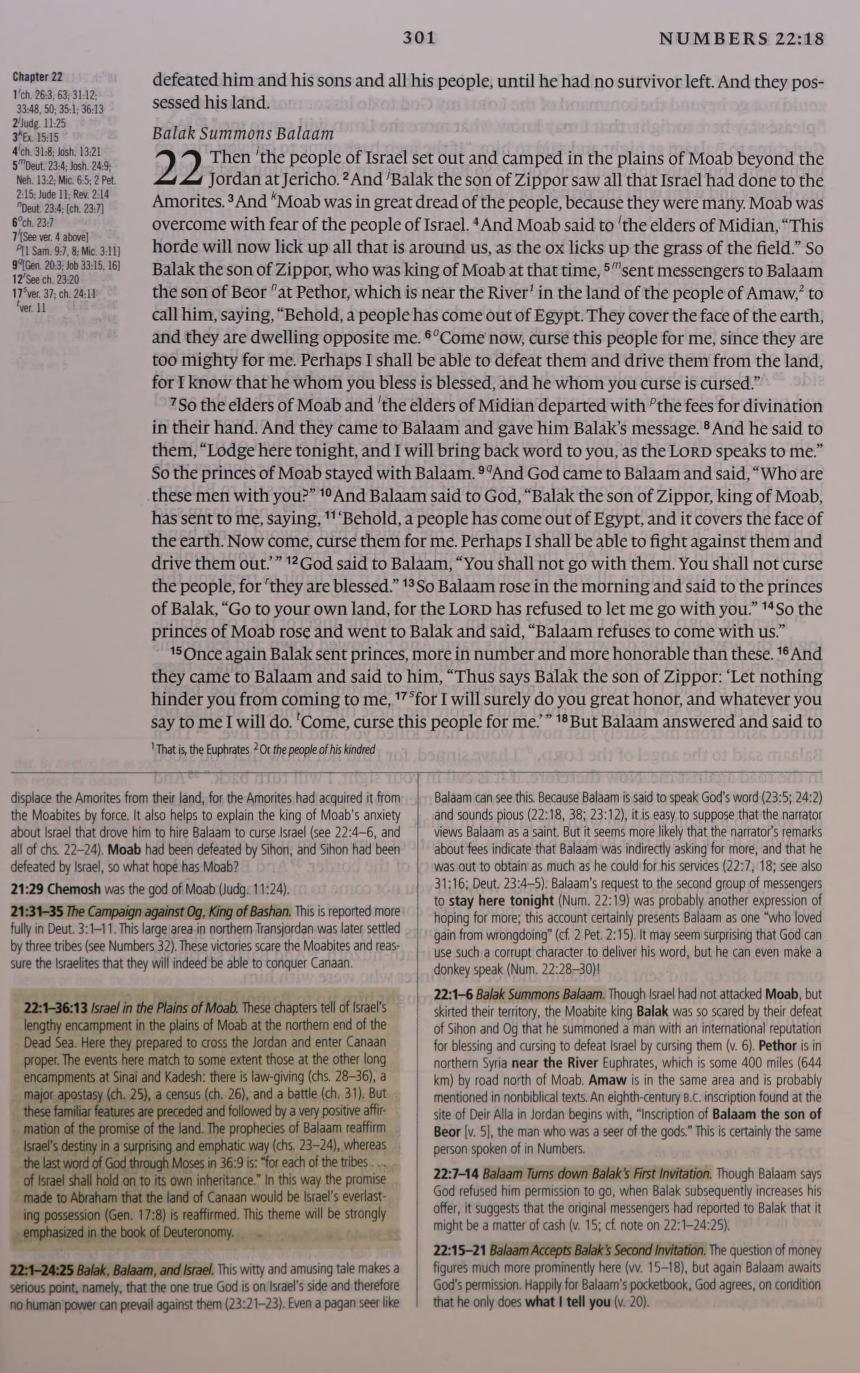 301
NUMBERS 22:18
Chapter 22
1 ich. 26:3, 63; 31:12;
33:48, 50; 35:1; 36:13
2 jJudg. 11:25
3 kEx. 15:15
4 lch. 31:8; Josh. 13:21
5 mDeut. 23:4; Josh. 24:9;
Neh. 13:2; Mic. 6:5; 2 Pet.
2:15; Jude 11; Rev. 2:14
nDeut. 23:4; [ch. 23:7]
6 och. 23:7
7 l[See ver. 4 above]
p[1 Sam. 9:7, 8; Mic. 3:11]
9 q[Gen. 20:3; Job 33:15, 16]
12 rSee ch. 23:20
17 sver. 37; ch. 24:11
tver. 11
defeated him and his sons and all his people, until he had no survivor left. And they pos-
sessed his land.
Balak Summons Balaam
22 Then ithe people of Israel set out and camped in the plains of Moab beyond the
Jordan at Jericho. 2 And jBalak the son of Zippor saw all that Israel had done to the
Amorites. 3 And kMoab was in great dread of the people, because they were many. Moab was
overcome with fear of the people of Israel. 4 And Moab said to lthe elders of Midian, “This
horde will now lick up all that is around us, as the ox licks up the grass of the field.” So
Balak the son of Zippor, who was king of Moab at that time, 5 msent messengers to Balaam
the son of Beor nat Pethor, which is near the River1 in the land of the people of Amaw,2 to
call him, saying, “Behold, a people has come out of Egypt. They cover the face of the earth,
and they are dwelling opposite me. 6 oCome now, curse this people for me, since they are
too mighty for me. Perhaps I shall be able to defeat them and drive them from the land,
for I know that he whom you bless is blessed, and he whom you curse is cursed.”
7 So the elders of Moab and lthe elders of Midian departed with pthe fees for divination
in their hand. And they came to Balaam and gave him Balak’s message. 8 And he said to
them, “Lodge here tonight, and I will bring back word to you, as the LORD speaks to me.”
So the princes of Moab stayed with Balaam. 9 qAnd God came to Balaam and said, “Who are
these men with you?” 10 And Balaam said to God, “Balak the son of Zippor, king of Moab,
has sent to me, saying, 11 ‘Behold, a people has come out of Egypt, and it covers the face of
the earth. Now come, curse them for me. Perhaps I shall be able to fight against them and
drive them out.’” 12 God said to Balaam, “You shall not go with them. You shall not curse
the people, for rthey are blessed.” 13 So Balaam rose in the morning and said to the princes
of Balak, “Go to your own land, for the LORD has refused to let me go with you.” 14 So the
princes of Moab rose and went to Balak and said, “Balaam refuses to come with us.”
15 Once again Balak sent princes, more in number and more honorable than these. 16 And
they came to Balaam and said to him, “Thus says Balak the son of Zippor: ‘Let nothing
hinder you from coming to me, 17 sfor I will surely do you great honor, and whatever you
say to me I will do. tCome, curse this people for me.’” 18 But Balaam answered and said to
1 That is, the Euphrates 2 Or the people of his kindred
displace the Amorites from their land, for the Amorites had acquired it from
the Moabites by force. It also helps to explain the king of Moab's anxiety
about Israel that drove him to hire Balaam to curse Israel (see 22:4–6, and
all of chs. 22–24). Moab had been defeated by Sihon, and Sihon had been
defeated by Israel, so what hope has Moab?
21:29 Chemosh was the god of Moab (Judg. 11:24).
21:31–35 The Campaign against Og, King of Bashan. This is reported more
fully in Deut. 3:1–11. This large area in northern Transjordan was later settled
by three tribes (see Numbers 32). These victories scare the Moabites and reas-
sure the Israelites that they will indeed be able to conquer Canaan.
22:1–36:13 Israel in the Plains of Moab. These chapters tell of Israel's
lengthy encampment in the plains of Moab at the northern end of the
Dead Sea. Here they prepared to cross the Jordan and enter Canaan
proper. The events here match to some extent those at the other long
encampments at Sinai and Kadesh: there is law-giving (chs. 28–36), a
major apostasy (ch. 25), a census (ch. 26), and a battle (ch. 31). But
these familiar features are preceded and followed by a very positive affir-
mation of the promise of the land. The prophecies of Balaam reaffirm
Israel's destiny in a surprising and emphatic way (chs. 23–24), whereas
the last word of God through Moses in 36:9 is: "for each of the tribes . . .
of Israel shall hold on to its own inheritance." In this way the promise
made to Abraham that the land of Canaan would be Israel's everlast-
ing possession (Gen. 17:8) is reaffirmed. This theme will be strongly
emphasized in the book of Deuteronomy.
22:1–24:25 Balak, Balaam, and Israel. This witty and amusing tale makes a
serious point, namely, that the one true God is on Israel's side and therefore
no human power can prevail against them (23:21–23). Even a pagan seer like
Balaam can see this. Because Balaam is said to speak God's word (23:5; 24:2)
and sounds pious (22:18, 38; 23:12), it is easy to suppose that the narrator
views Balaam as a saint. But it seems more likely that the narrator's remarks
about fees indicate that Balaam was indirectly asking for more, and that he
was out to obtain as much as he could for his services (22:7, 18; see also
31:16; Deut. 23:4–5). Balaam's request to the second group of messengers
to stay here tonight (Num. 22:19) was probably another expression of
hoping for more; this account certainly presents Balaam as one "who loved
gain from wrongdoing" (cf. 2 Pet. 2:15). It may seem surprising that God can
use such a corrupt character to deliver his word, but he can even make a
donkey speak (Num. 22:28–30)!
22:1–6 Balak Summons Balaam. Though Israel had not attacked Moab, but
skirted their territory, the Moabite king Balak was so scared by their defeat
of Sihon and Og that he summoned a man with an international reputation
for blessing and cursing to defeat Israel by cursing them (v. 6). Pethor is in
northern Syria near the River Euphrates, which is some 400 miles (644
km) by road north of Moab. Amaw is in the same area and is probably
mentioned in nonbiblical texts. An eighth-century B.C. inscription found at the
site of Deir Alla in Jordan begins with, "Inscription of Balaam the son of
Beor [v. 5], the man who was a seer of the gods." This is certainly the same
person spoken of in Numbers.
22:7–14 Balaam Turns down Balak's First Invitation. Though Balaam says
God refused him permission to go, when Balak subsequently increases his
offer, it suggests that the original messengers had reported to Balak that it
might be a matter of cash (v. 15; cf. note on 22:1–24:25).
22:15–21 Balaam Accepts Balak's Second Invitation. The question of money
figures much more prominently here (vv. 15–18), but again Balaam awaits
God's permission. Happily for Balaam's pocketbook, God agrees, on condition
that he only does what I tell you (v. 20).